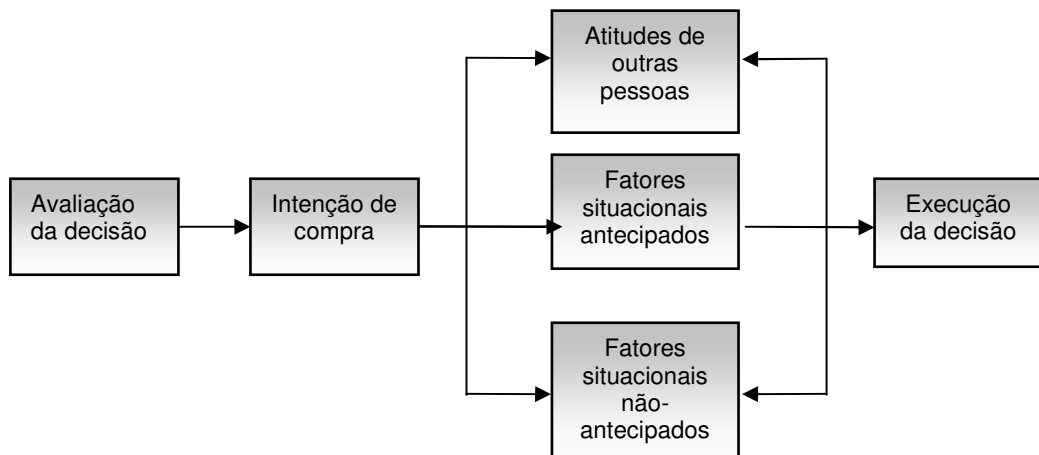 Avaliação
da decisão
Intenção de
compra
Atitudes de
outras
pessoas
Fatores
situacionais
antecipados
Fatores
situacionais
não-
antecipados
Execução
da decisão